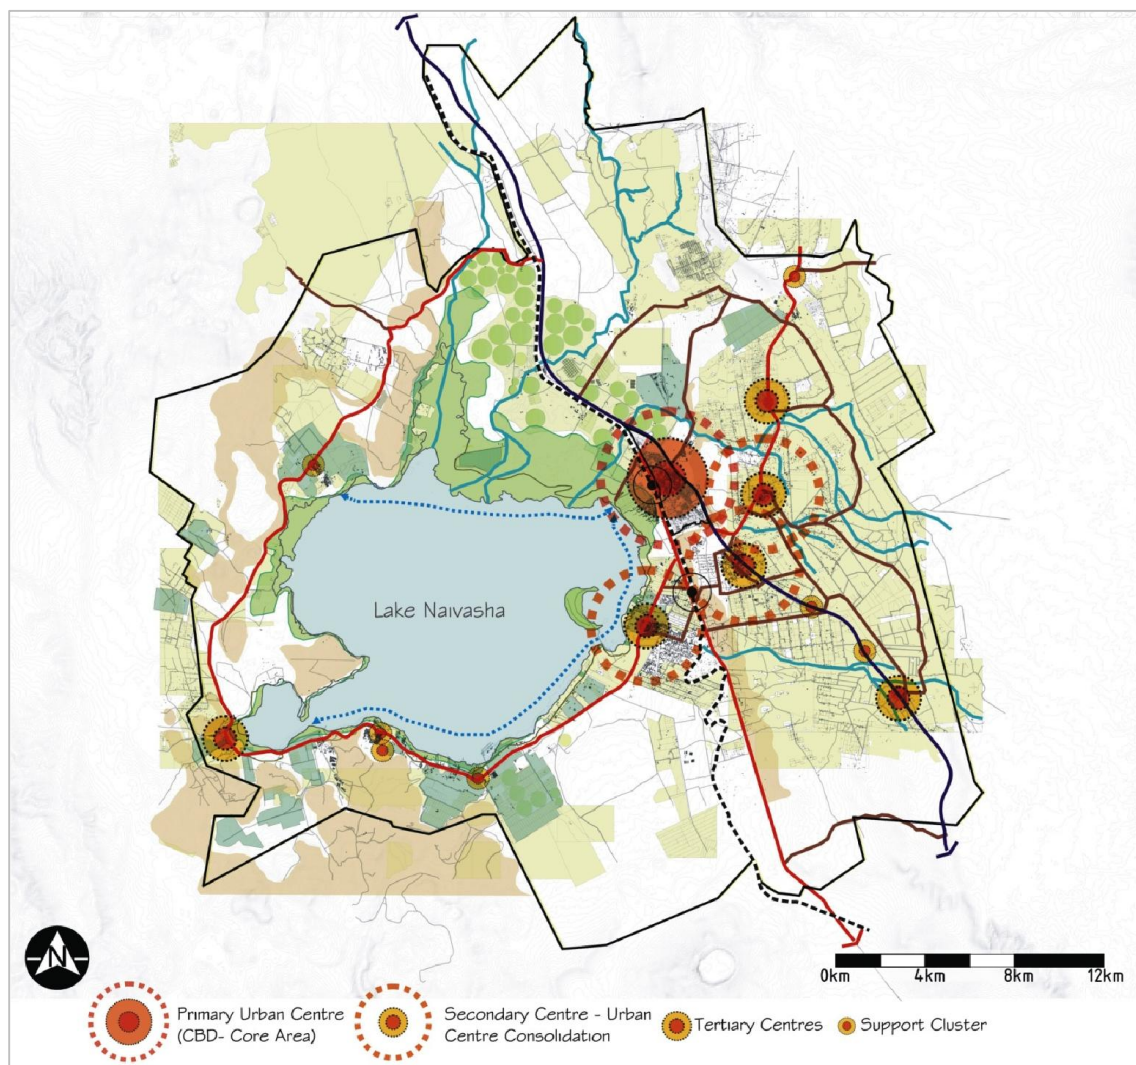 Lake Naivasha
N
0km 4km 8km 12km
Primary Urban Centre
(CBD- Core Area)
Secondary Centre - Urban
Centre Consolidation
Tertiary Centres
Support Cluster